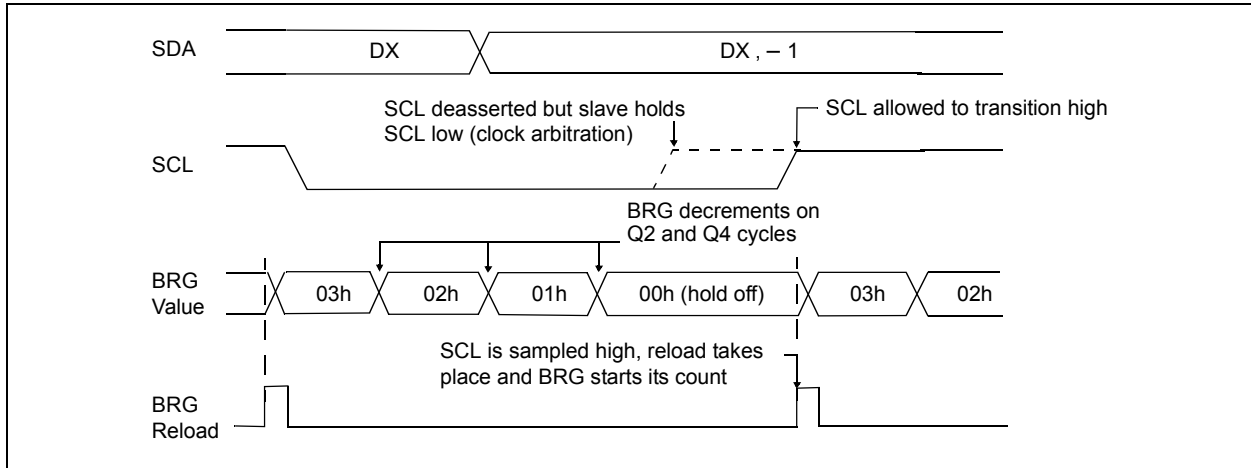 SDA
DX
DX , – 1
SCL deasserted but slave holds
SCL low (clock arbitration)
SCL allowed to transition high
SCL
BRG decrements on
Q2 and Q4 cycles
BRG
Value
03h
02h
01h
00h (hold off)
03h
02h
SCL is sampled high, reload takes
place and BRG starts its count
BRG
Reload